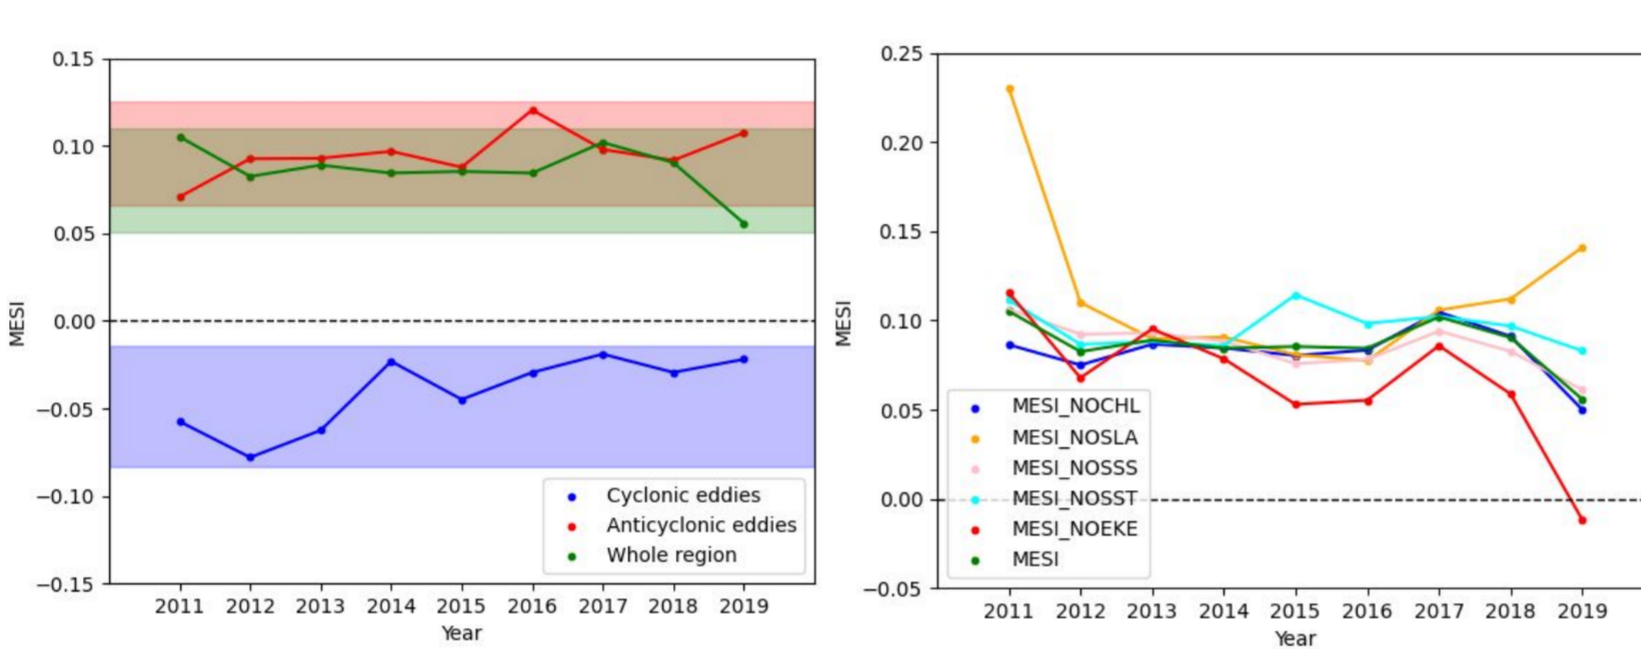 0.15
0.10
0.05
0.00
−0.05
−0.10
−0.15
MESI
2011 2012 2013 2014 2015 2016 2017 2018 2019
Year
Cyclonic eddies
Anticyclonic eddies
Whole region
0.25
0.20
0.15
0.10
0.05
0.00
−0.05
MESI
2011 2012 2013 2014 2015 2016 2017 2018 2019
Year
MESI_NOCHL
MESI_NOSLA
MESI_NOSSS
MESI_NOSST
MESI_NOEKE
MESI